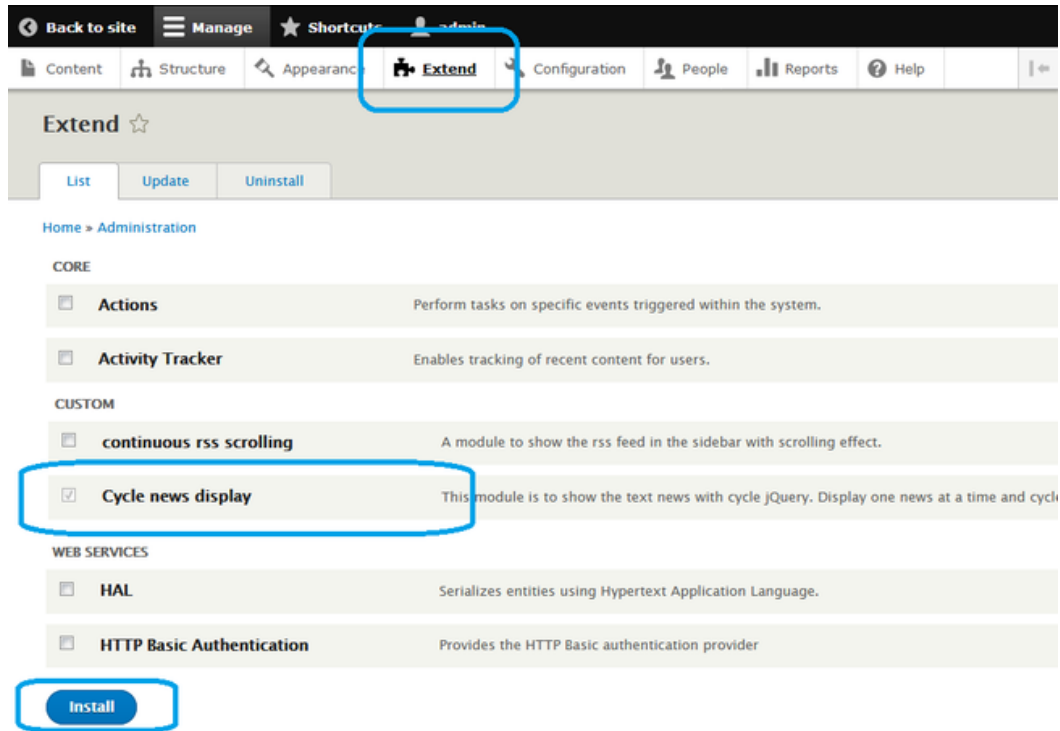 Back to site Manage Shortcuts admin
Content Structure Appearance Extend Configuration People Reports Help
Extend
List Update Uninstall
Home » Administration
CORE
Actions Perform tasks on specific events triggered within the system.
Activity Tracker Enables tracking of recent content for users.
CUSTOM
continuous rss scrolling A module to show the rss feed in the sidebar with scrolling effect.
Cycle news display This module is to show the text news with cycle jQuery. Display one news at a time and cycle
WEB SERVICES
HAL Serializes entities using Hypertext Application Language.
HTTP Basic Authentication Provides the HTTP Basic authentication provider
Install